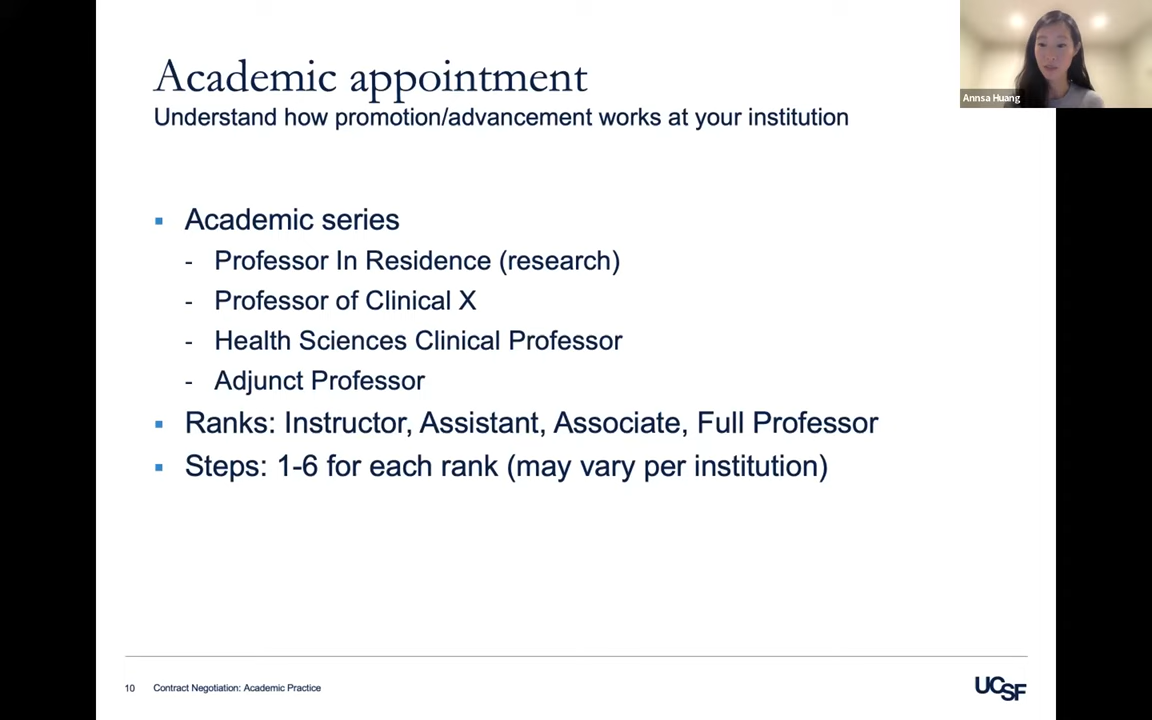 Academic appointment
Understand how promotion/advancement works at your institution
Annsa Huang
▪ Academic series
- Professor In Residence (research)
- Professor of Clinical X
- Health Sciences Clinical Professor
- Adjunct Professor
▪ Ranks: Instructor, Assistant, Associate, Full Professor
▪ Steps: 1-6 for each rank (may vary per institution)
10 Contract Negotiation: Academic Practice
UCSF